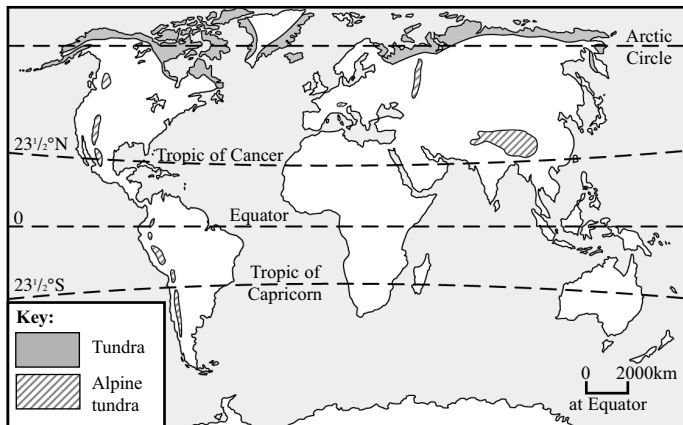 Arctic
Circle
23½°N
Tropic of Cancer
0
Equator
23½°S
Tropic of
Capricorn
Key:
Tundra
Alpine
tundra
0 2000km
at Equator